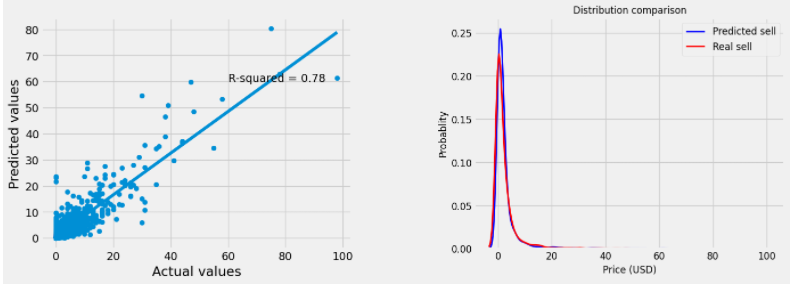 Predicted values
80
70
60
50
40
30
20
10
0
R-squared = 0.78
0 20 40 60 80 100
Actual values
Distribution comparison
Probablity
0.25
0.20
0.15
0.10
0.05
0.00
Predicted sell
Real sell
0 20 40 60 80 100
Price (USD)